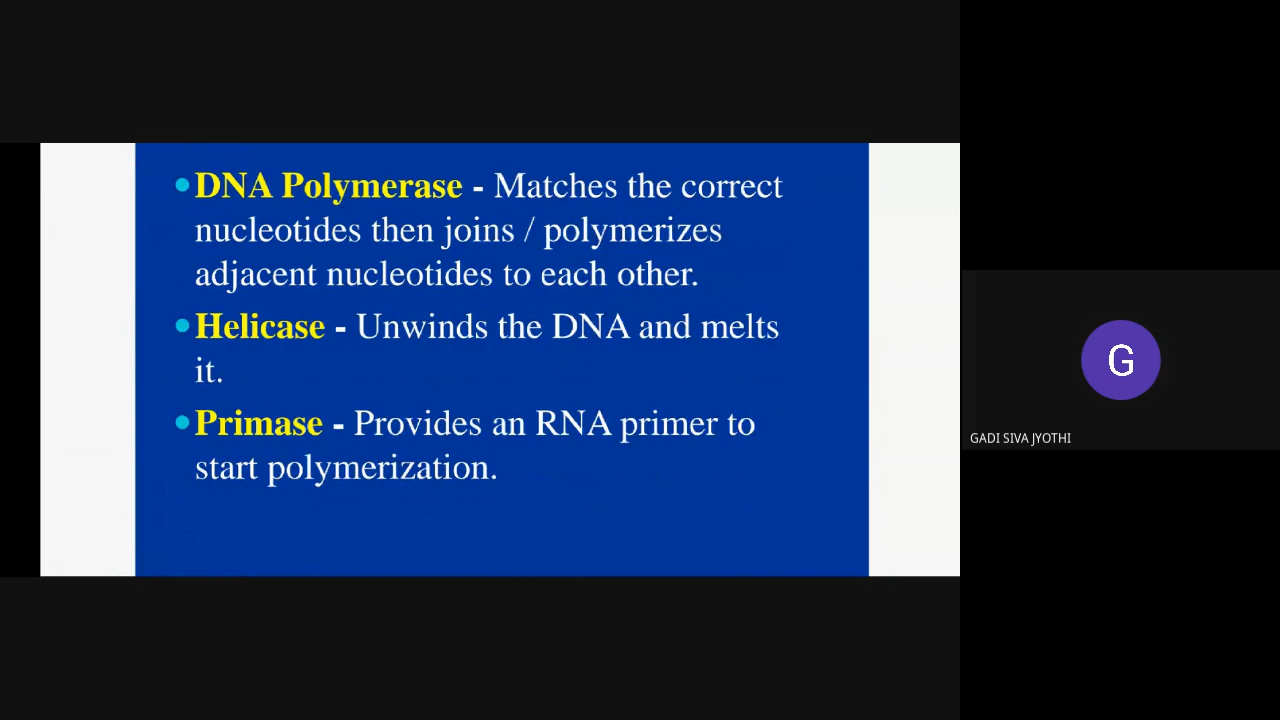 •DNA Polymerase - Matches the correct
nucleotides then joins / polymerizes
adjacent nucleotides to each other.
•Helicase - Unwinds the DNA and melts
it.
•Primase - Provides an RNA primer to
start polymerization.
G
GADI SIVA JYOTHI